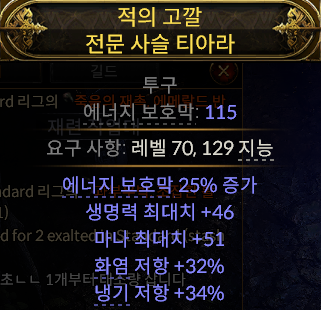 적의 고깔
전문 사슬 티아라
길드
투구
에너지 보호막: 115
요구 사항: 레벨 70, 129 지능
에너지 보호막 25% 증가
생명력 최대치 +46
마나 최대치 +51
화염 저항 +32%
냉기 저항 +34%